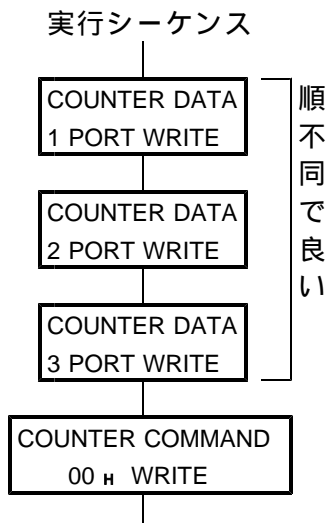 実行シーケンス
COUNTER DATA
1 PORT WRITE
COUNTER DATA
2 PORT WRITE
COUNTER DATA
3 PORT WRITE
順不同で良い
COUNTER COMMAND
00 H WRITE